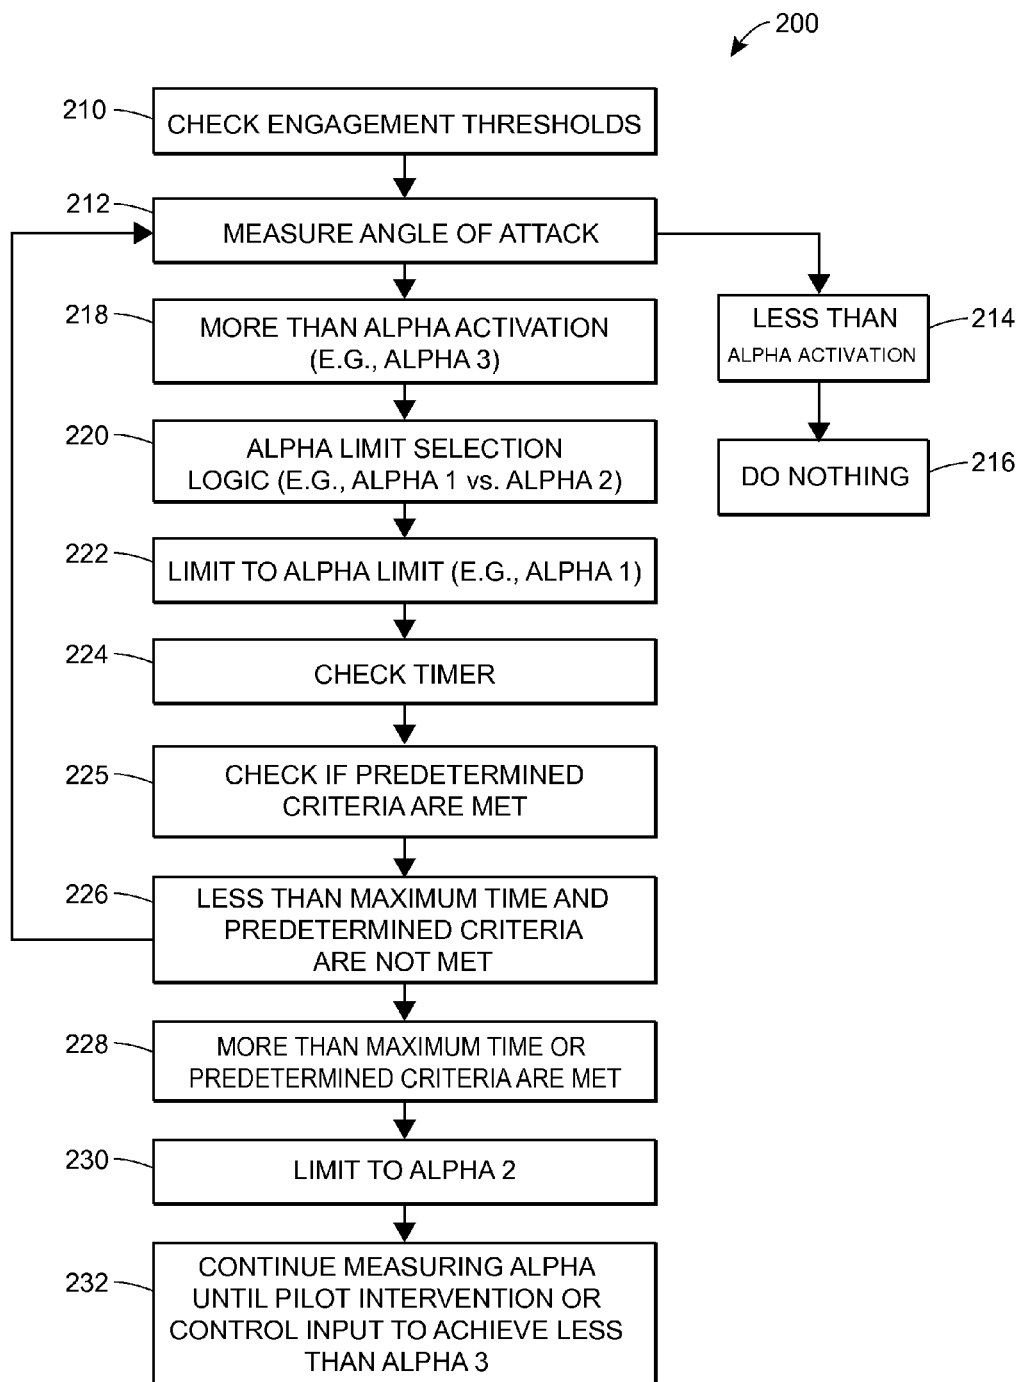 200
210
CHECK ENGAGEMENT THRESHOLDS
212
MEASURE ANGLE OF ATTACK
218
MORE THAN ALPHA ACTIVATION
(E.G., ALPHA 3)
LESS THAN
ALPHA ACTIVATION
214
220
ALPHA LIMIT SELECTION
LOGIC (E.G., ALPHA 1 vs. ALPHA 2)
DO NOTHING
216
222
LIMIT TO ALPHA LIMIT (E.G., ALPHA 1)
224
CHECK TIMER
225
CHECK IF PREDETERMINED
CRITERIA ARE MET
226
LESS THAN MAXIMUM TIME AND
PREDETERMINED CRITERIA
ARE NOT MET
228
MORE THAN MAXIMUM TIME OR
PREDETERMINED CRITERIA ARE MET
230
LIMIT TO ALPHA 2
232
CONTINUE MEASURING ALPHA
UNTIL PILOT INTERVENTION OR
CONTROL INPUT TO ACHIEVE LESS
THAN ALPHA 3